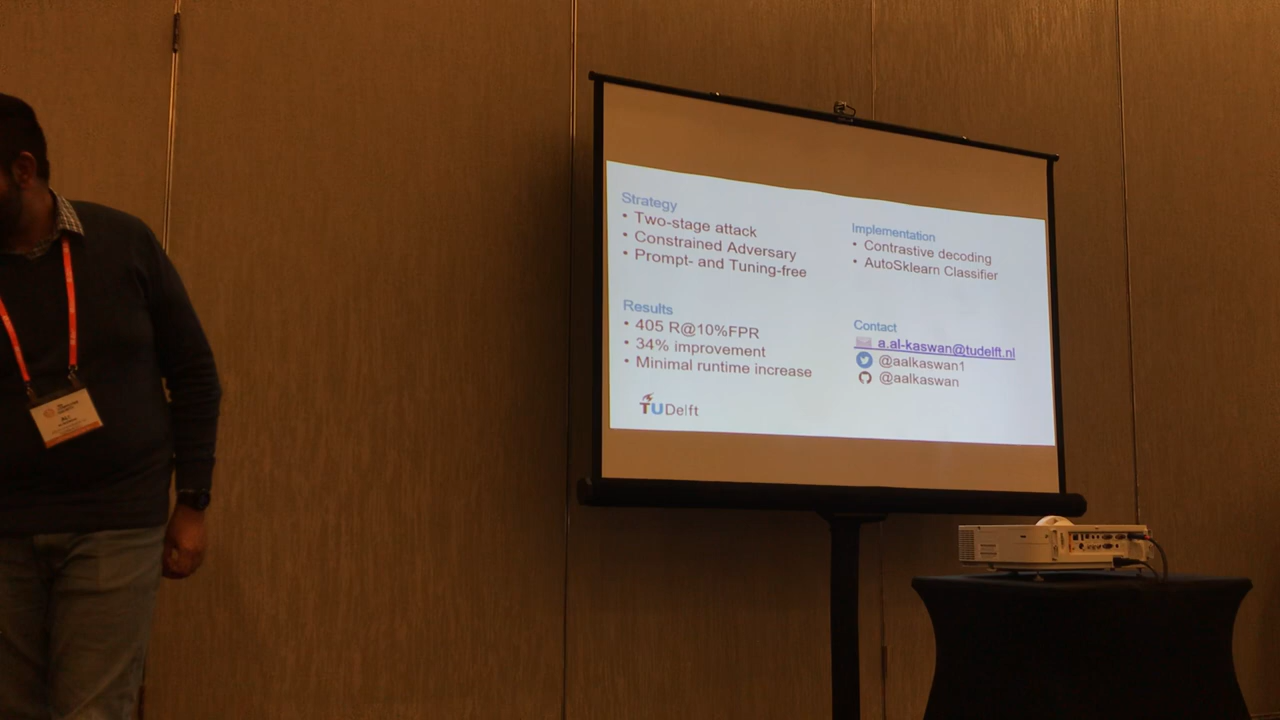 Strategy
• Two-stage attack
• Constrained Adversary
• Prompt- and Tuning-free
Implementation
• Contrastive decoding
• AutoSklearn Classifier
Results
• 405 R@10%FPR
• 34% improvement
• Minimal runtime increase
Contact
a.al-kaswan@tudelft.nl
@aalkaswan1
@aalkaswan
TUDelft